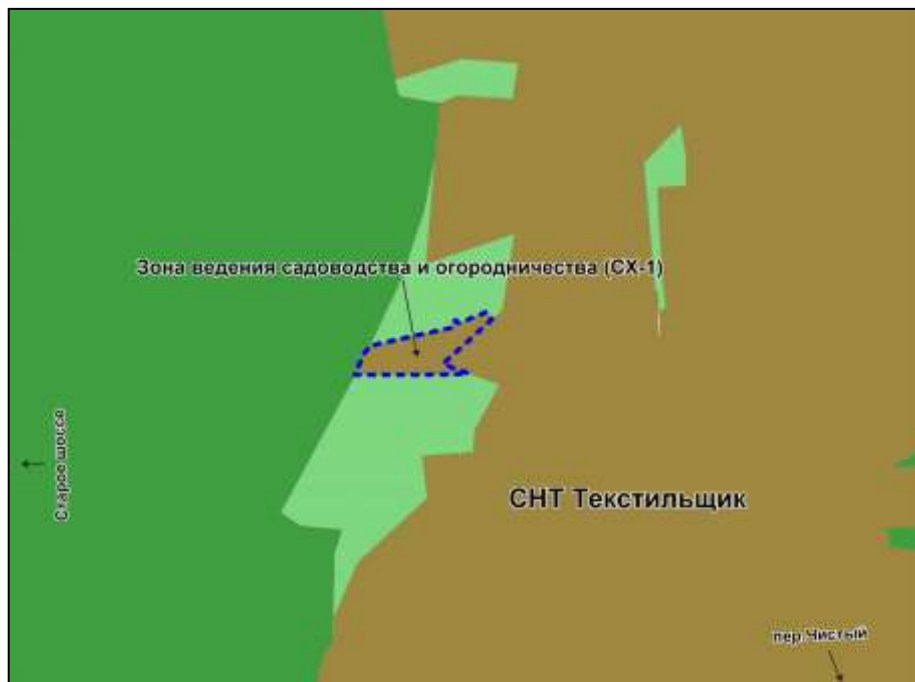 Зона ведения садоводства и огородничества (СХ-1)
Старое шоссе
СНТ Текстильщик
пер.Чистый